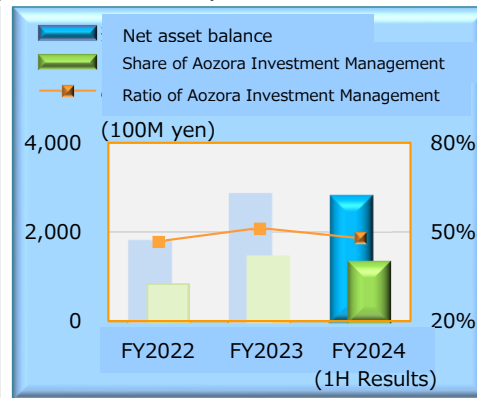 Net asset balance
Share of Aozora Investment Management
Ratio of Aozora Investment Management
(100M yen)
4,000
80%
2,000
50%
0
20%
FY2022
FY2023
FY2024
(1H Results)